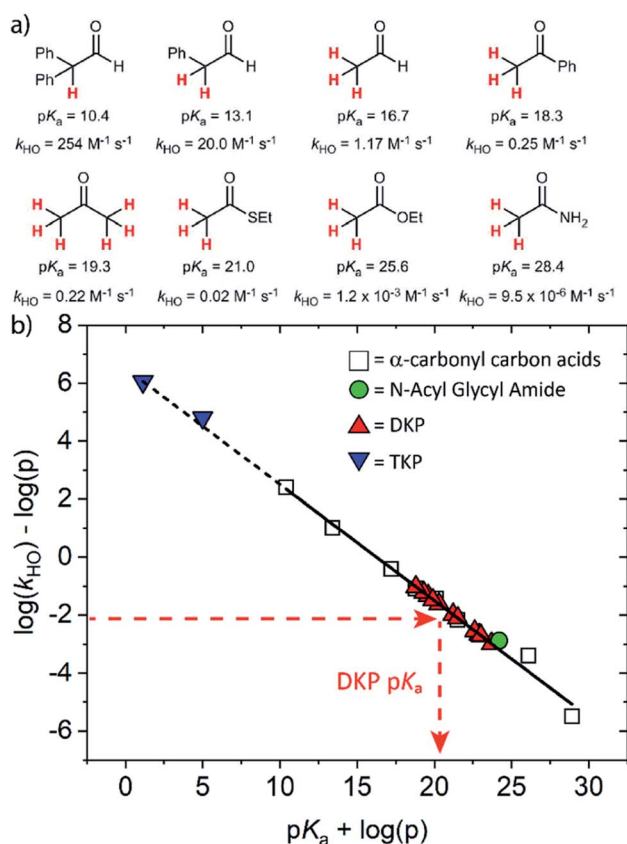 a)
Ph
O
Ph
H
H
Ph
O
H
H
H
O
H
H
H
H
O
H
Ph
H
H
pKa = 10.4
pKa = 13.1
pKa = 16.7
pKa = 18.3
kHO = 254 M-1 s-1
kHO = 20.0 M-1 s-1
kHO = 1.17 M-1 s-1
kHO = 0.25 M-1 s-1
O
H
H
H
H
H
H
O
H
SEt
H
H
O
H
OEt
H
H
O
H
NH2
H
H
pKa = 19.3
pKa = 21.0
pKa = 25.6
pKa = 28.4
kHO = 0.22 M-1 s-1
kHO = 0.02 M-1 s-1
kHO = 1.2 x 10-3 M-1 s-1
kHO = 9.5 x 10-6 M-1 s-1
b)
8
6
4
2
0
-2
-4
-6
log(kHO) - log(p)
= α-carbonyl carbon acids
= N-Acyl Glycyl Amide
= DKP
= TKP
DKP pKa
0
5
10
15
20
25
30
pKa + log(p)